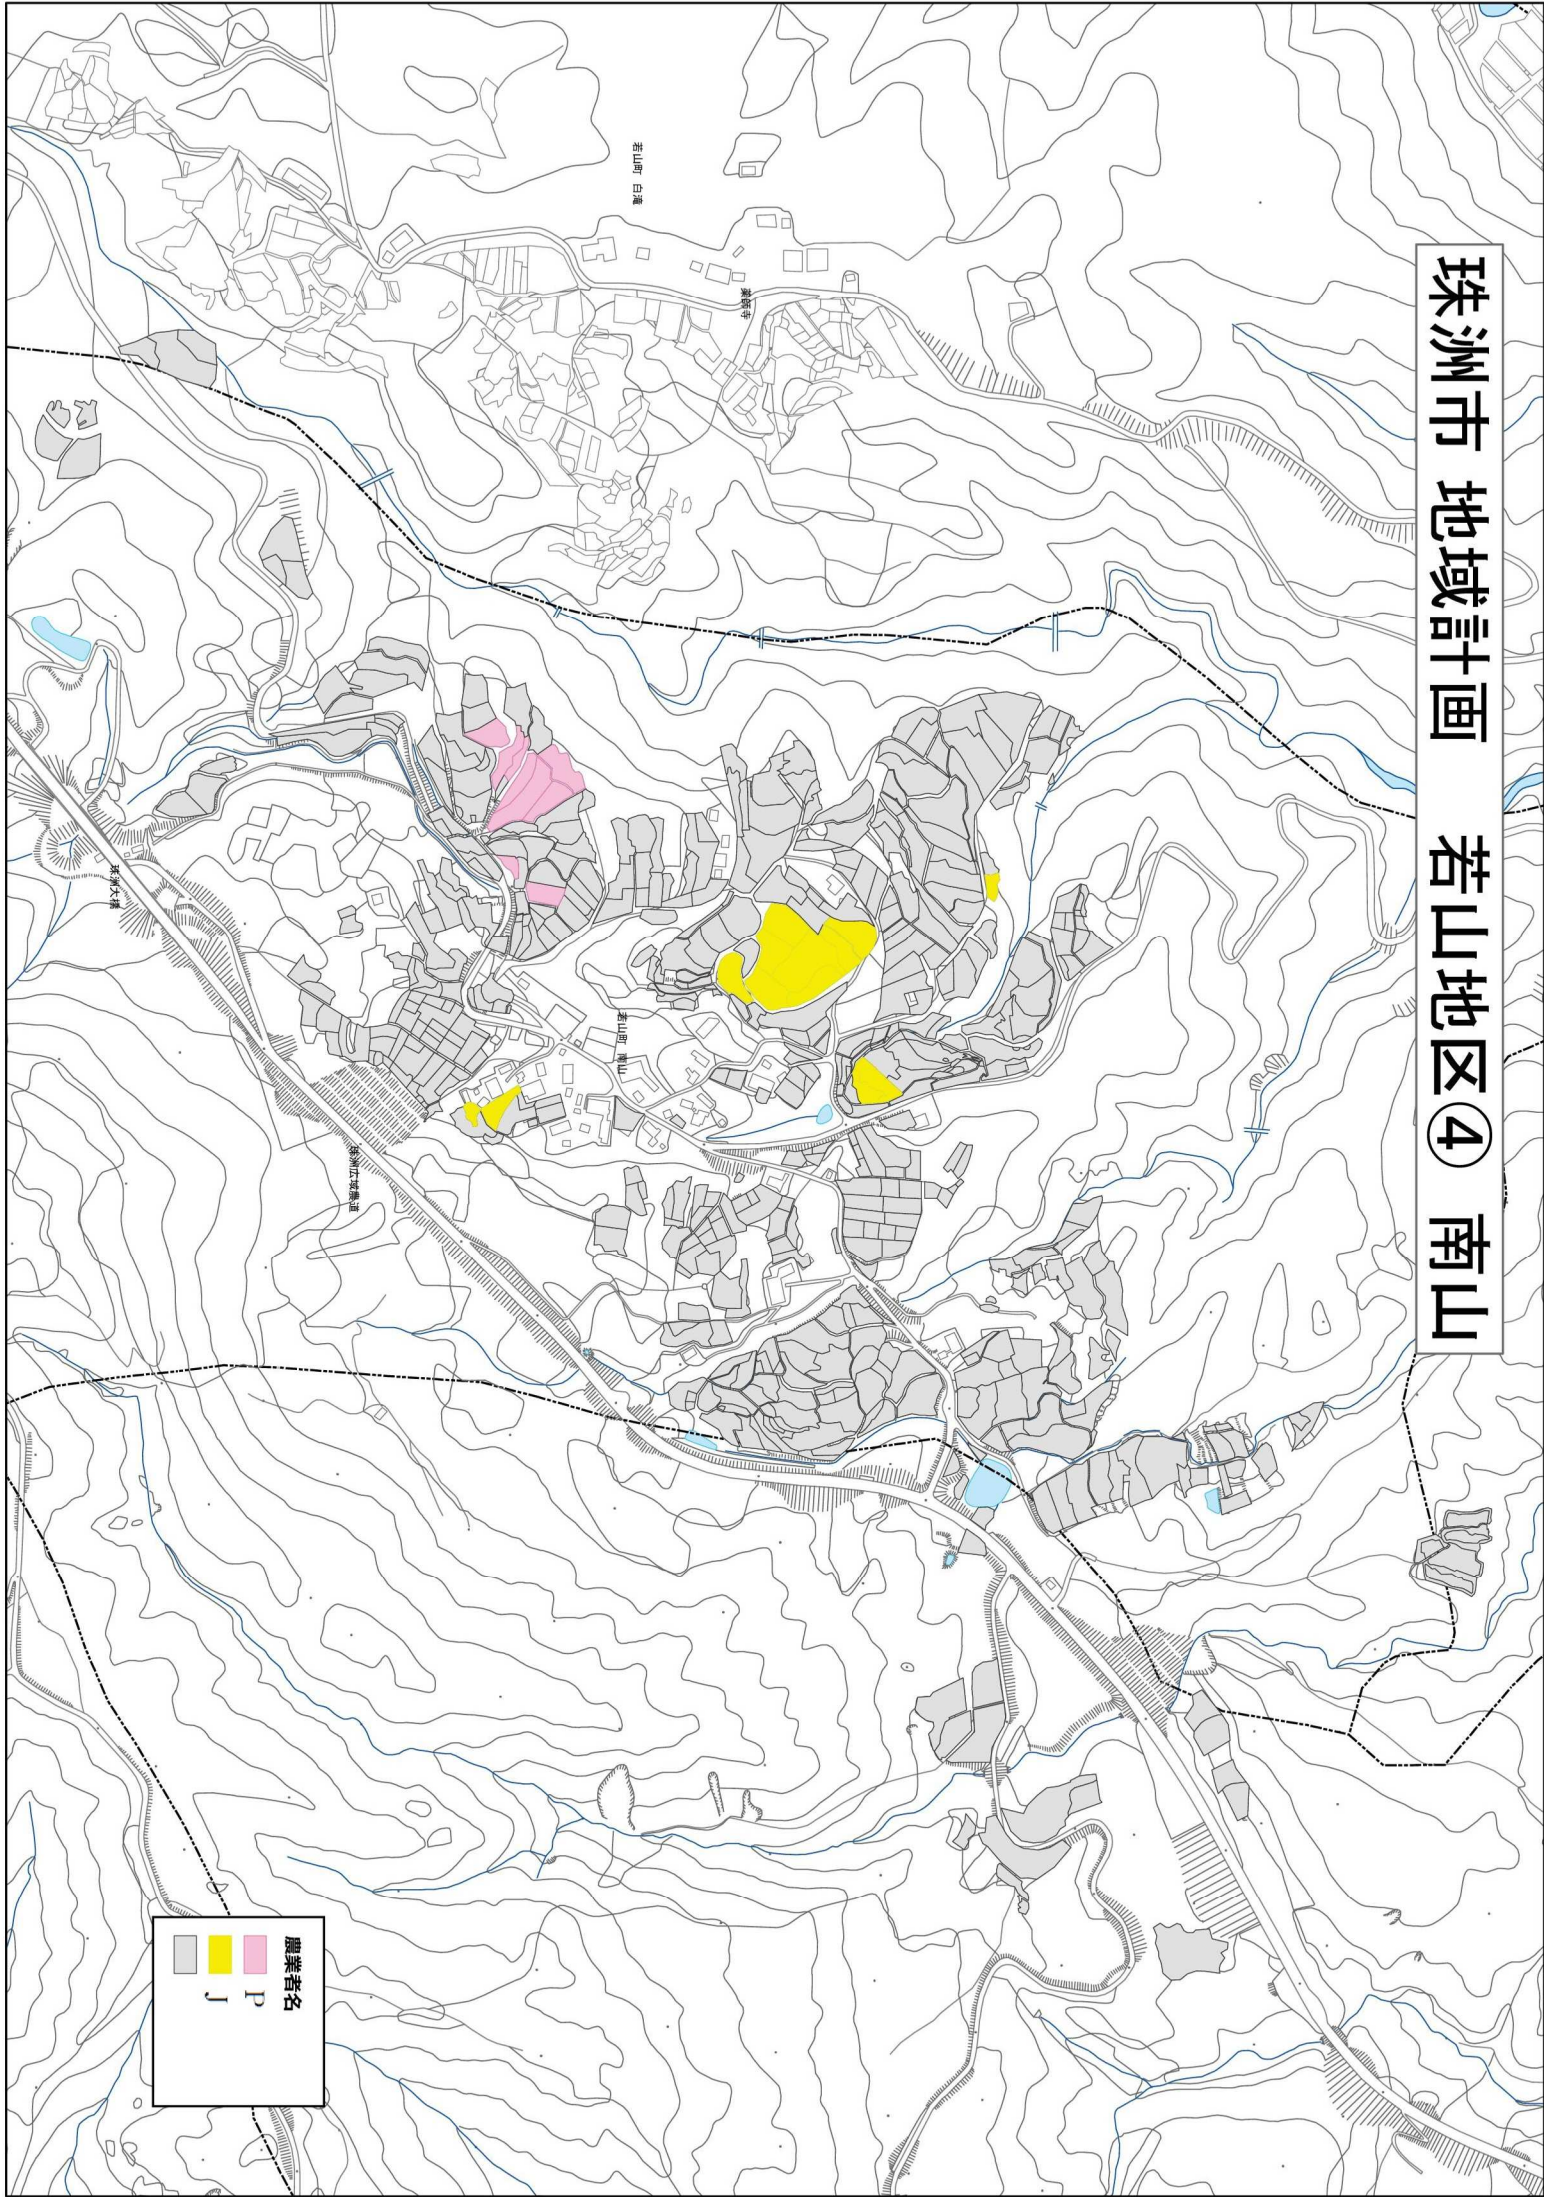 珠洲市 地域計画 若山地区④ 南山
若山町 白滝
薬師寺
珠洲大橋
若山町 南山
珠洲広域農道
農業者名
P
J